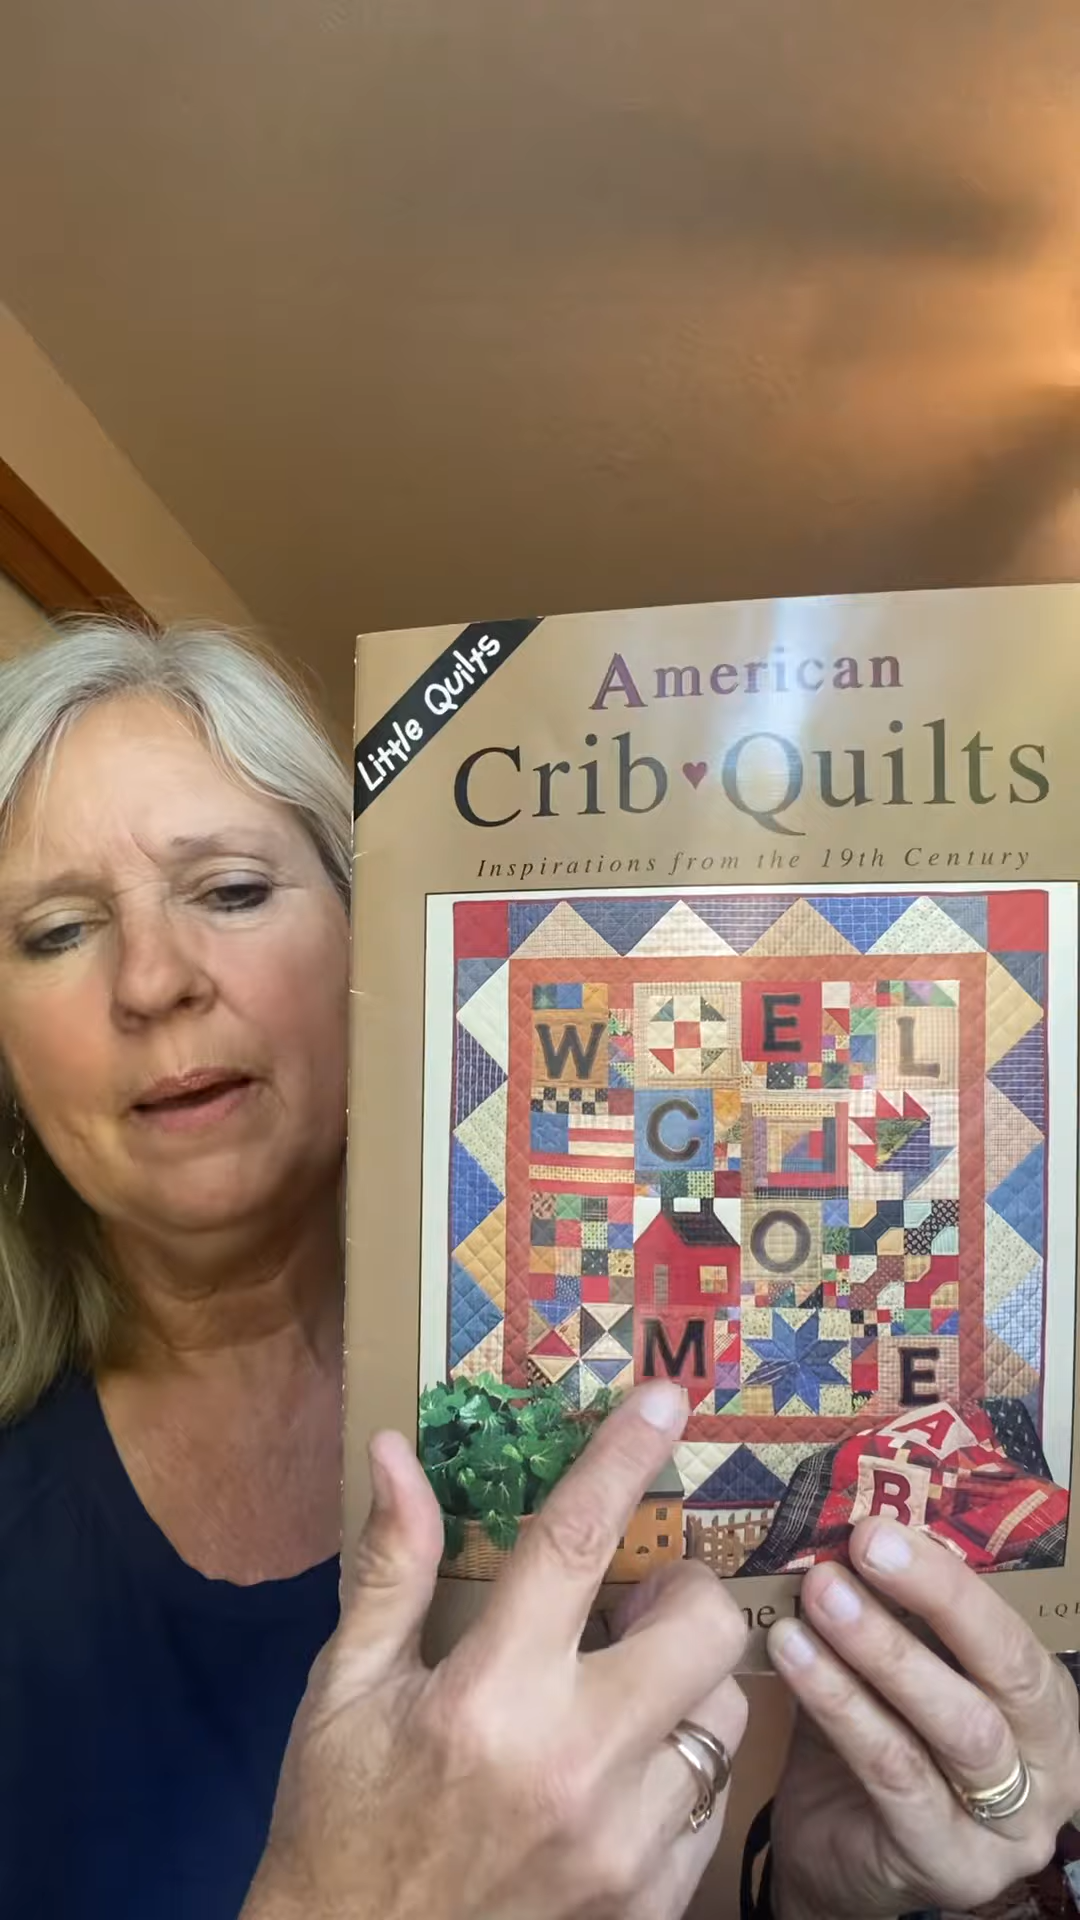 Little Quilts
American
Crib Quilts
Inspirations from the 19th Century
W E L
C
O
M E
A
B